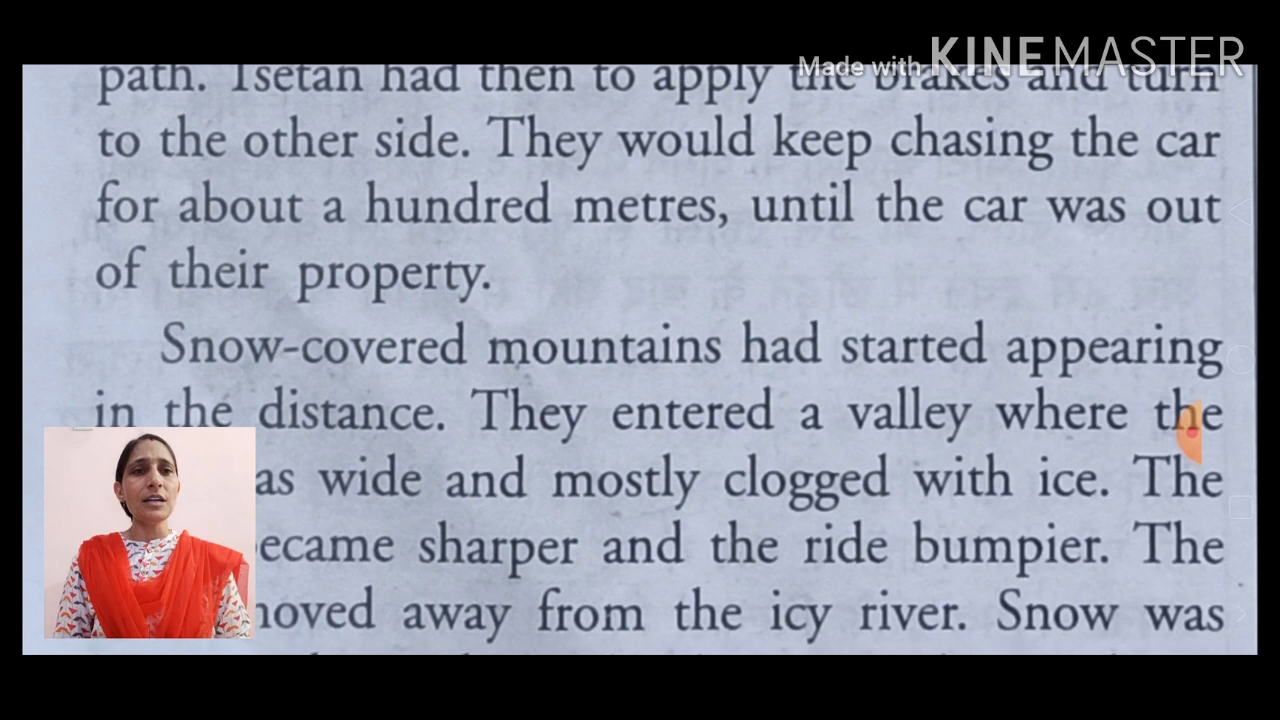 Made with KINEMASTER
path. Tsetan had then to apply the brakes and turn
to the other side. They would keep chasing the car
for about a hundred metres, until the car was out
of their property.
Snow-covered mountains had started appearing
in the distance. They entered a valley where the
as wide and mostly clogged with ice. The
ecame sharper and the ride bumpier. The
oved away from the icy river. Snow was